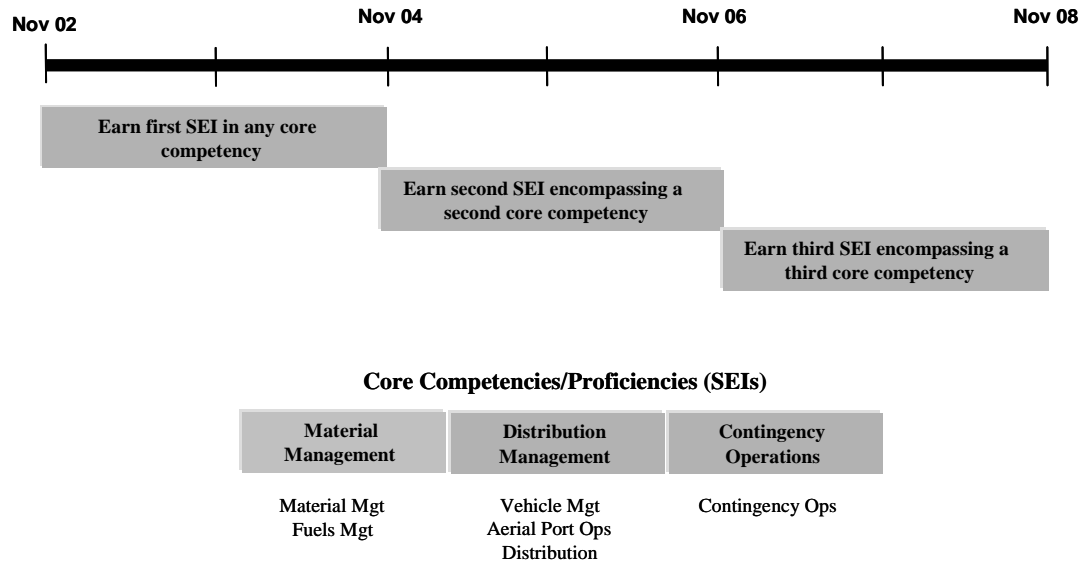 Nov 02
Nov 04
Nov 06
Nov 08
Earn first SEI in any core
competency
Earn second SEI encompassing a
second core competency
Earn third SEI encompassing a
third core competency
Core Competencies/Proficiencies (SEIs)
Material
Management
Distribution
Management
Contingency
Operations
Material Mgt
Fuels Mgt
Vehicle Mgt
Aerial Port Ops
Distribution
Contingency Ops